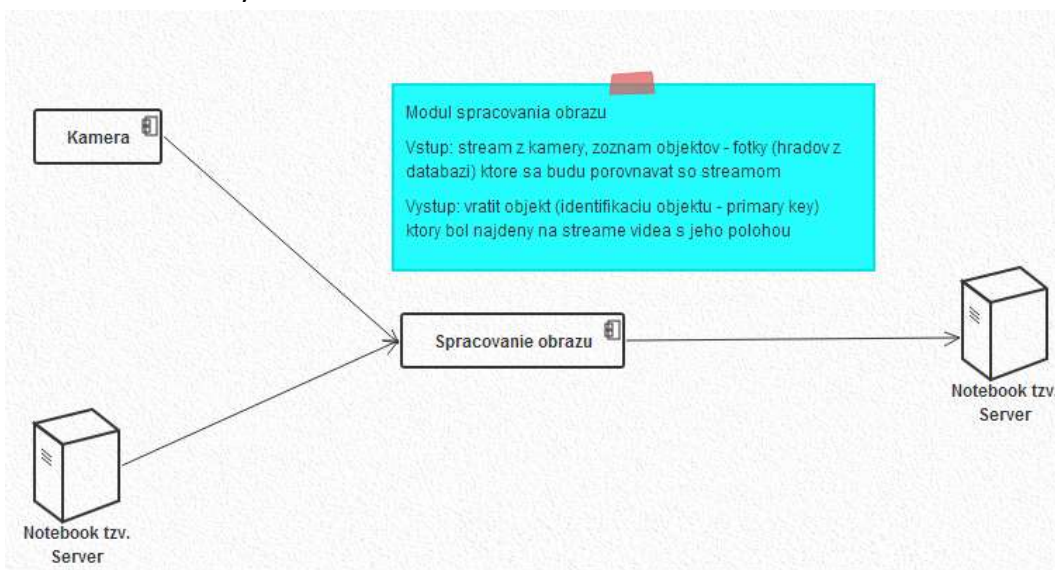 Kamera
Modul spracovania obrazu
Vstup: stream z kamery, zoznam objektov - fotky (hradov z
databazi) ktore sa budu porovnavat so streamom
Vystup: vratit objekt (identifikaciu objektu - primary key)
ktory bol najdeny na streame videa s jeho polohou
Spracovanie obrazu
Notebook tzv.
Server
Notebook tzv.
Server